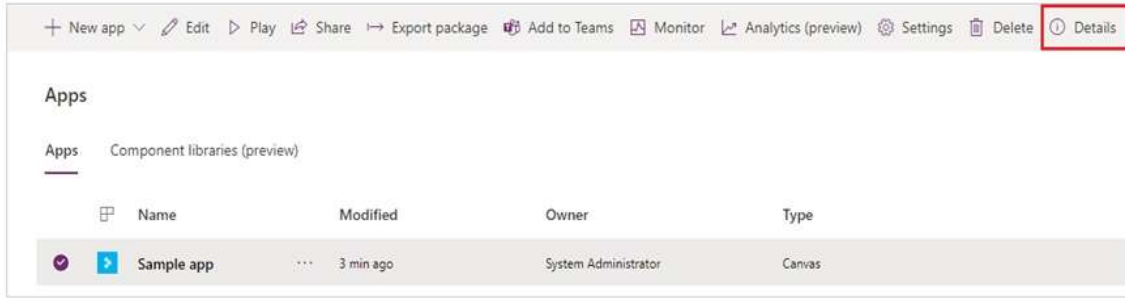 New app Edit Play Share Export package Add to Teams Monitor Analytics (preview) Settings Delete Details
Apps
Apps Component libraries (preview)
Name Modified Owner Type
Sample app ... 3 min ago System Administrator Canvas